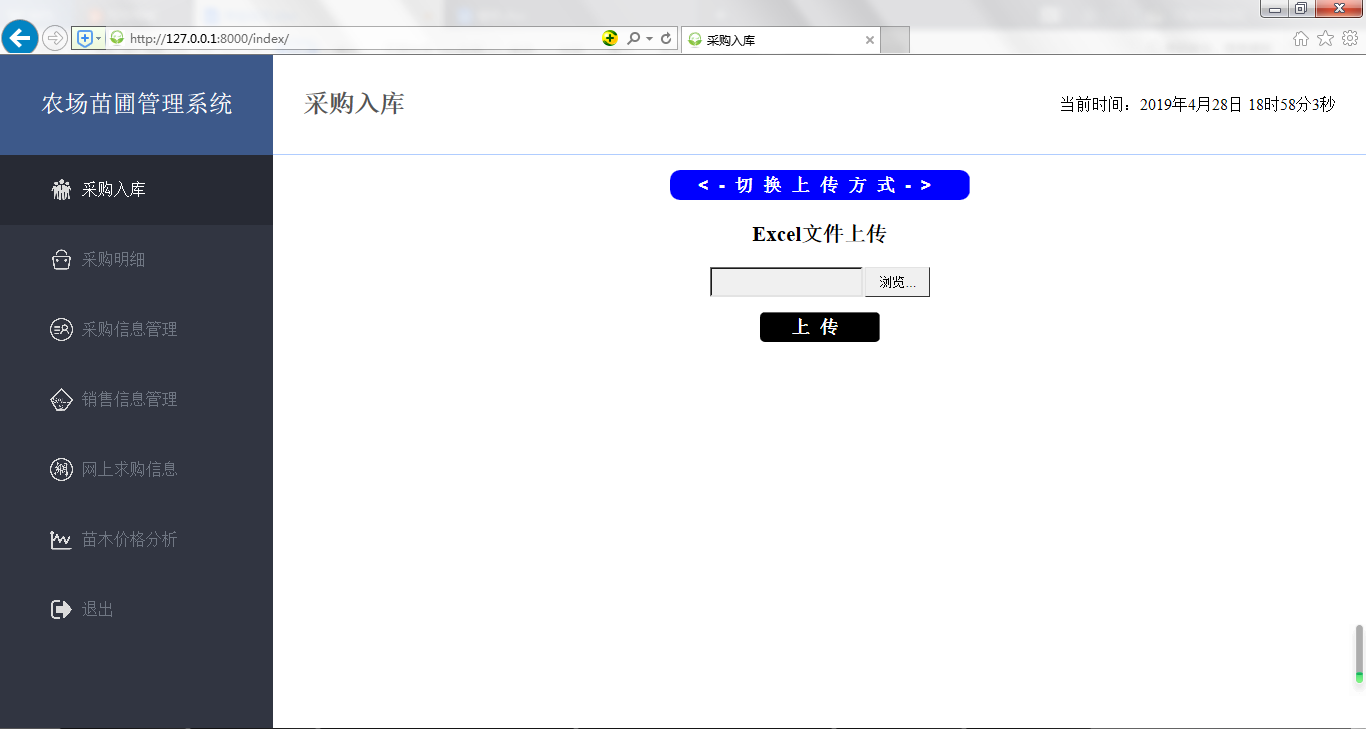 http://127.0.0.1:8000/index/
采购入库
农场苗圃管理系统
采购入库
当前时间：2019年4月28日 18时58分3秒
采购入库
采购明细
采购信息管理
销售信息管理
网上求购信息
苗木价格分析
退出
<-切换上传方式->
Excel文件上传
浏览...
上传